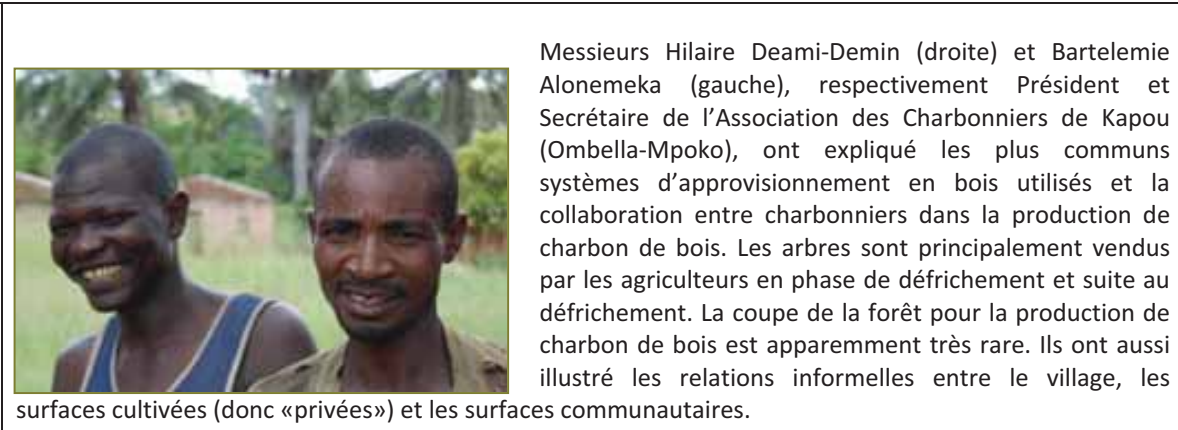 Messieurs Hilaire Deami-Demin (droite) et Bartelemie
Alonemeka (gauche), respectivement Président et
Secrétaire de l’Association des Charbonniers de Kapou
(Ombella-Mpoko), ont expliqué les plus communs
systèmes d’approvisionnement en bois utilisés et la
collaboration entre charbonniers dans la production de
charbon de bois. Les arbres sont principalement vendus
par les agriculteurs en phase de défrichement et suite au
défrichement. La coupe de la forêt pour la production de
charbon de bois est apparemment très rare. Ils ont aussi
illustré les relations informelles entre le village, les
surfaces cultivées (donc «privées») et les surfaces communautaires.